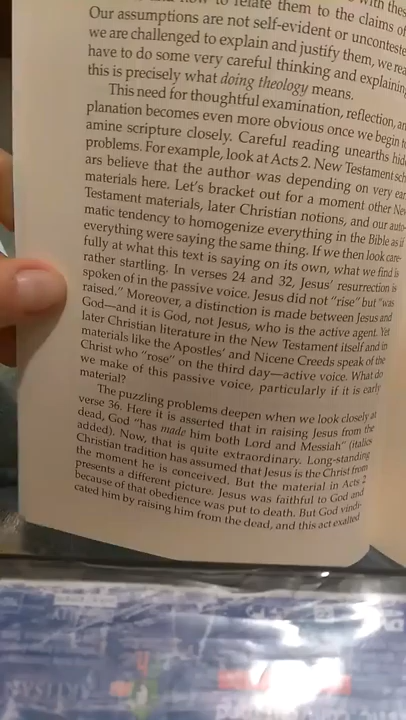 relate them to the claims of
Our assumptions are not self-evident or unconteste
we are challenged to explain and justify them, we rea
have to do some very careful thinking and explaining
this is precisely what doing theology means.
This need for thoughtful examination, reflection, an
planation becomes even more obvious once we begin t
amine scripture closely. Careful reading unearths hid
problems. For example, look at Acts 2. New Testament sch
ars believe that the author was depending on very ear
materials here. Let's bracket out for a moment other Ne
Testament materials, later Christian notions, and our auto-
matic tendency to homogenize everything in the Bible as if
everything were saying the same thing. If we then look care-
fully at what this text is saying on its own, what we find is
rather startling. In verses 24 and 32, Jesus' resurrection is
spoken of in the passive voice. Jesus did not "rise" but "was
raised." Moreover, a distinction is made between Jesus and
God—and it is God, not Jesus, who is the active agent. Yet
later Christian literature in the New Testament itself and in
materials like the Apostles' and Nicene Creeds speak of the
Christ who "rose" on the third day—active voice. What do
we make of this passive voice, particularly if it is early
material?
The puzzling problems deepen when we look closely at
verse 36. Here it is asserted that in raising Jesus from the
dead, God "has made him both Lord and Messiah" (italics
added). Now, that is quite extraordinary. Long-standing
Christian tradition has assumed that Jesus is the Christ from
the moment he is conceived. But the material in Acts 2
presents a different picture. Jesus was faithful to God and
because of that obedience was put to death. But God vindi-
cated him by raising him from the dead, and this act exalted